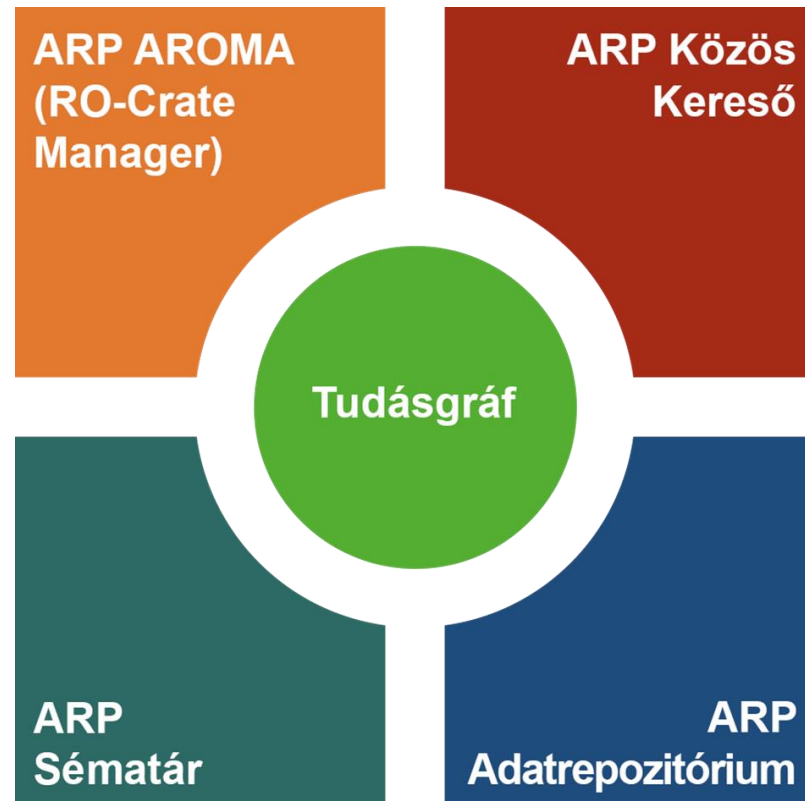 ARP AROMA
(RO-Crate
Manager)
ARP Közös
Kereső
Tudásgráf
ARP
Sématár
ARP
Adatrepozitórium